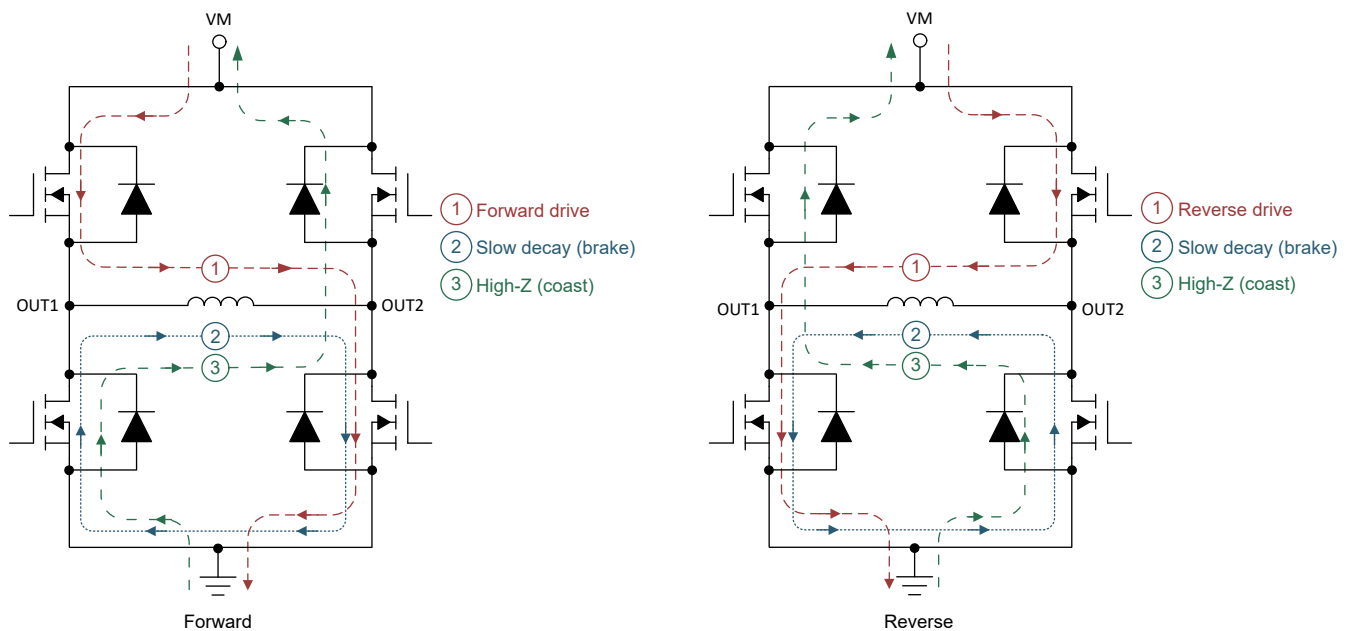 VM
1 Forward drive
2 Slow decay (brake)
3 High-Z (coast)
1
OUT1
OUT2
2
3
Forward
VM
1 Reverse drive
2 Slow decay (brake)
3 High-Z (coast)
1
OUT1
OUT2
2
3
Reverse